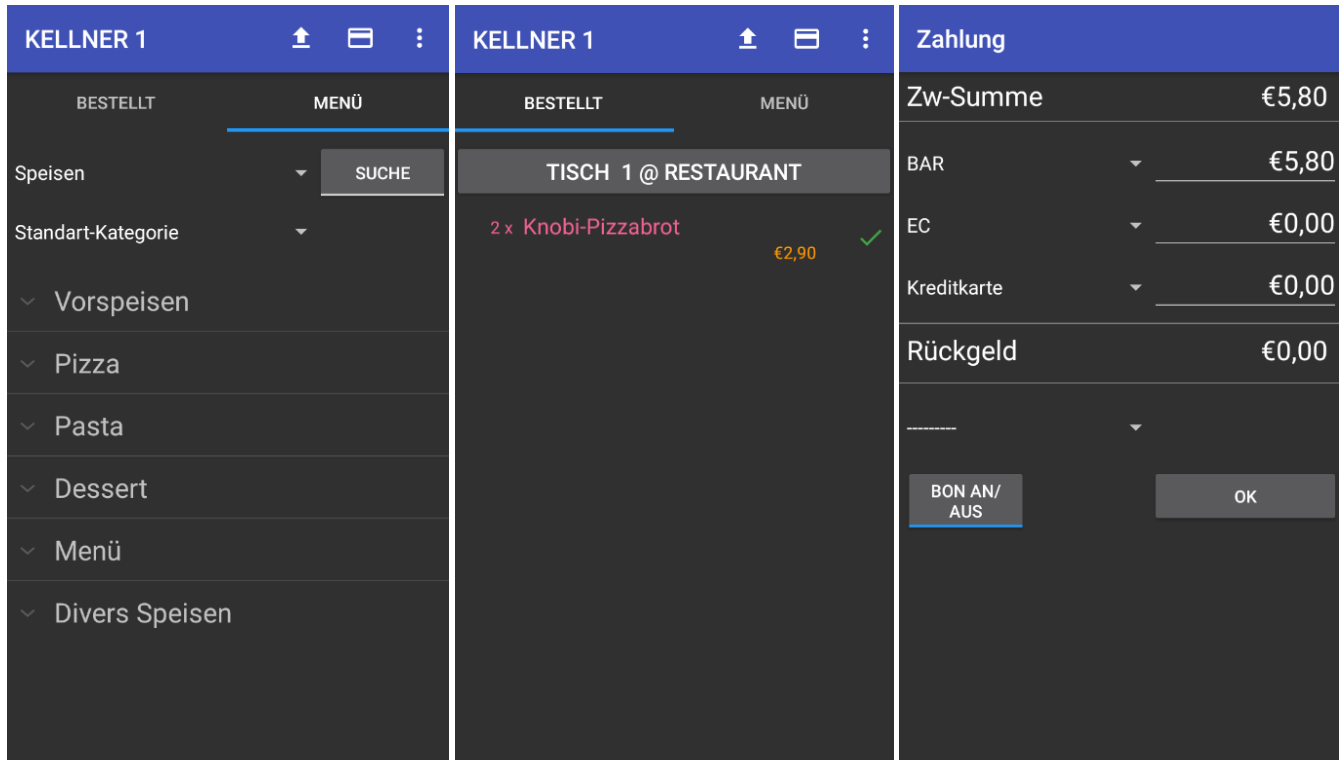 KELLNER 1
BESTELLT MENÜ
Speisen SUCHE
Standart-Kategorie
Vorspeisen
Pizza
Pasta
Dessert
Menü
Divers Speisen
KELLNER 1
BESTELLT MENÜ
TISCH 1 @ RESTAURANT
2 x Knobi-Pizzabrot
€2,90
Zahlung
Zw-Summe €5,80
BAR €5,80
EC €0,00
Kreditkarte €0,00
Rückgeld €0,00
---------
BON AN/
AUS
OK